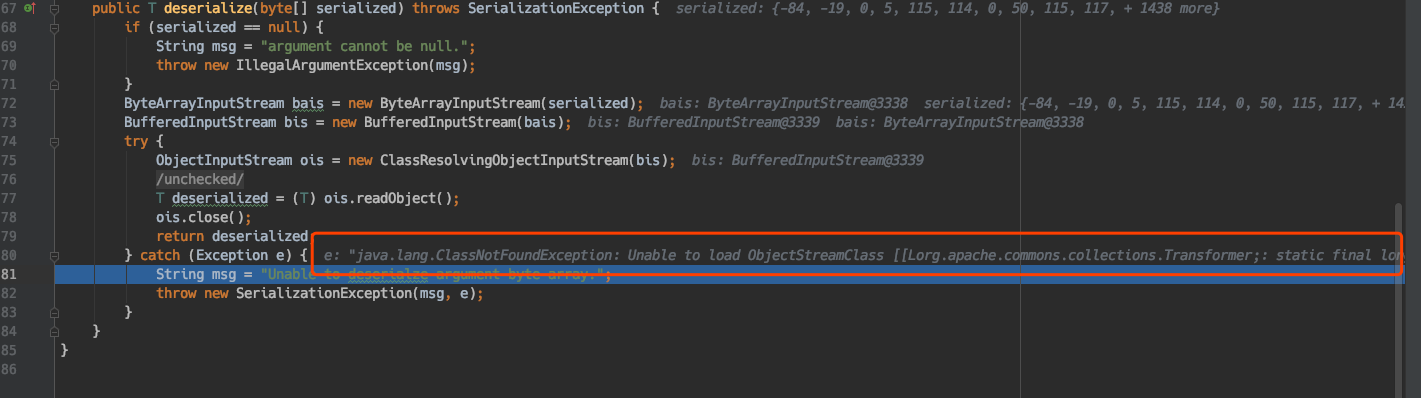 67 public T deserialize(byte[] serialized) throws SerializationException { serialized: {-84, -19, 0, 5, 115, 114, 0, 50, 115, 117, + 1438 more}
68 if (serialized == null) {
69 String msg = "argument cannot be null.";
70 throw new IllegalArgumentException(msg);
71 }
72 ByteArrayInputStream bais = new ByteArrayInputStream(serialized); bais: ByteArrayInputStream@3338 serialized: {-84, -19, 0, 5, 115, 114, 0, 50, 115, 117, + 143
73 BufferedInputStream bis = new BufferedInputStream(bais); bis: BufferedInputStream@3339 bais: ByteArrayInputStream@3338
74 try {
75 ObjectInputStream ois = new ClassResolvingObjectInputStream(bis); bis: BufferedInputStream@3339
76 /unchecked/
77 T deserialized = (T) ois.readObject();
78 ois.close();
79 return deserialized
80 } catch (Exception e) { e: "java.lang.ClassNotFoundException: Unable to load ObjectStreamClass [[Lorg.apache.commons.collections.Transformer;: static final lon
81 String msg = "Unable to deserialze argument byte array.";
82 throw new SerializationException(msg, e);
83 }
84 }
85 }
86